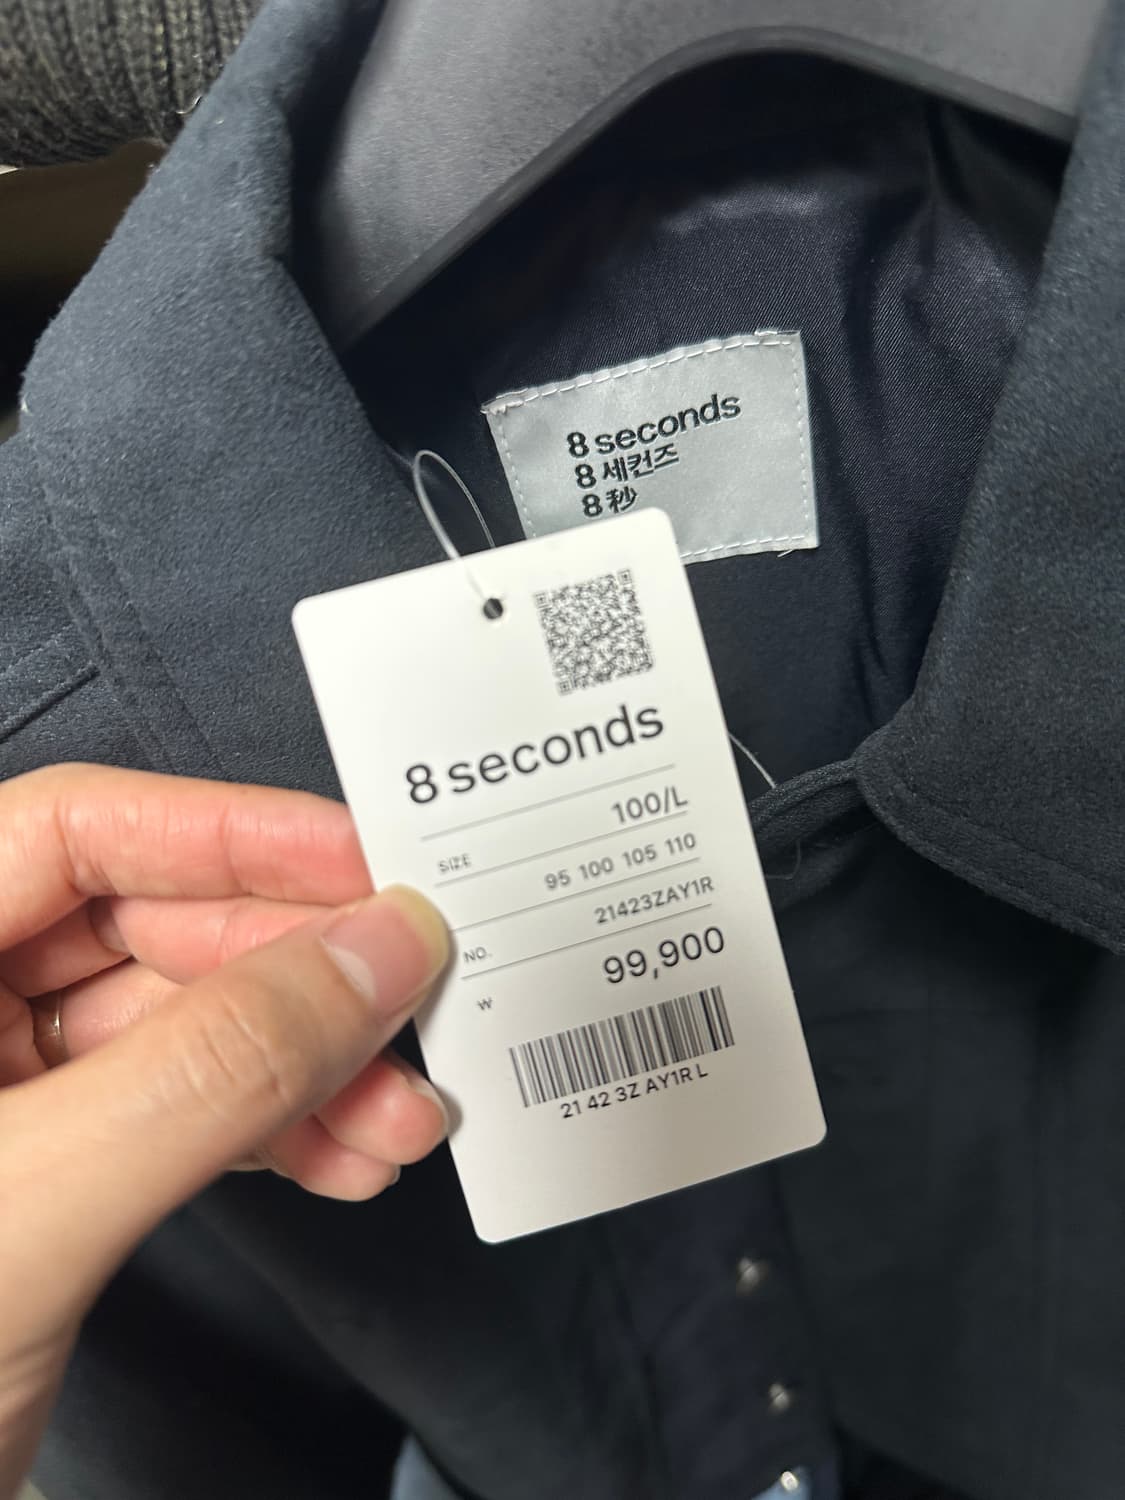 8 seconds
8 세컨즈
8 秒
8 seconds
100/L
SIZE
95 100 105 110
21423ZAY1R
NO.
99,900
₩
21 42 3Z AY1R L